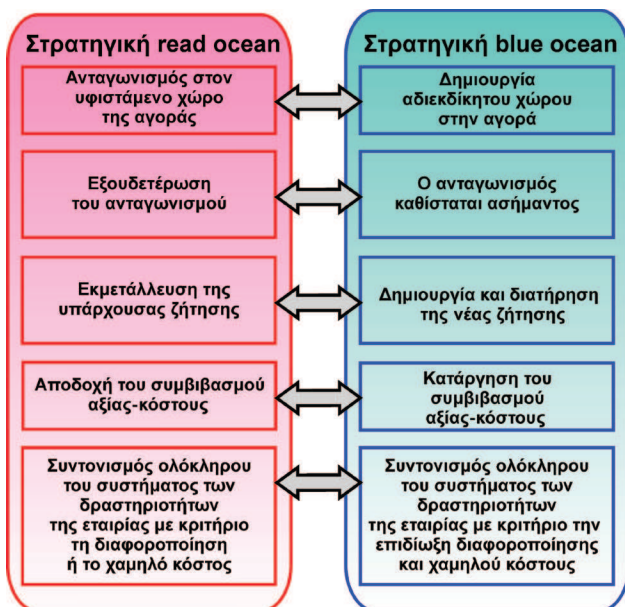 Στρατηγική read ocean
Ανταγωνισμός στον
υφιστάμενο χώρο
της αγοράς
Εξουδετέρωση
του ανταγωνισμού
Εκμετάλλευση της
υπάρχουσας ζήτησης
Αποδοχή του συμβιβασμού
αξίας-κόστους
Συντονισμός ολόκληρου
του συστήματος των
δραστηριοτήτων
της εταιρίας με κριτήριο
τη διαφοροποίηση
ή το χαμηλό κόστος
Στρατηγική blue ocean
Δημιουργία
αδιεκδίκητου χώρου
στην αγορά
Ο ανταγωνισμός
καθίσταται ασήμαντος
Δημιουργία και διατήρηση
της νέας ζήτησης
Κατάργηση του
συμβιβασμού
αξίας-κόστους
Συντονισμός ολόκληρου
του συστήματος των
δραστηριοτήτων
της εταιρίας με κριτήριο την
επιδίωξη διαφοροποίησης
και χαμηλού κόστους